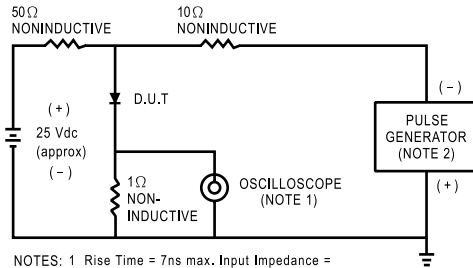 50Ω
NONINDUCTIVE
10Ω
NONINDUCTIVE
(+)
25 Vdc
(approx)
(−)
D.U.T
1Ω
NON-
INDUCTIVE
OSCILLOSCOPE
(NOTE 1)
(−)
PULSE
GENERATOR
(NOTE 2)
(+)
NOTES: 1 Rise Time = 7ns max. Input Impedance =